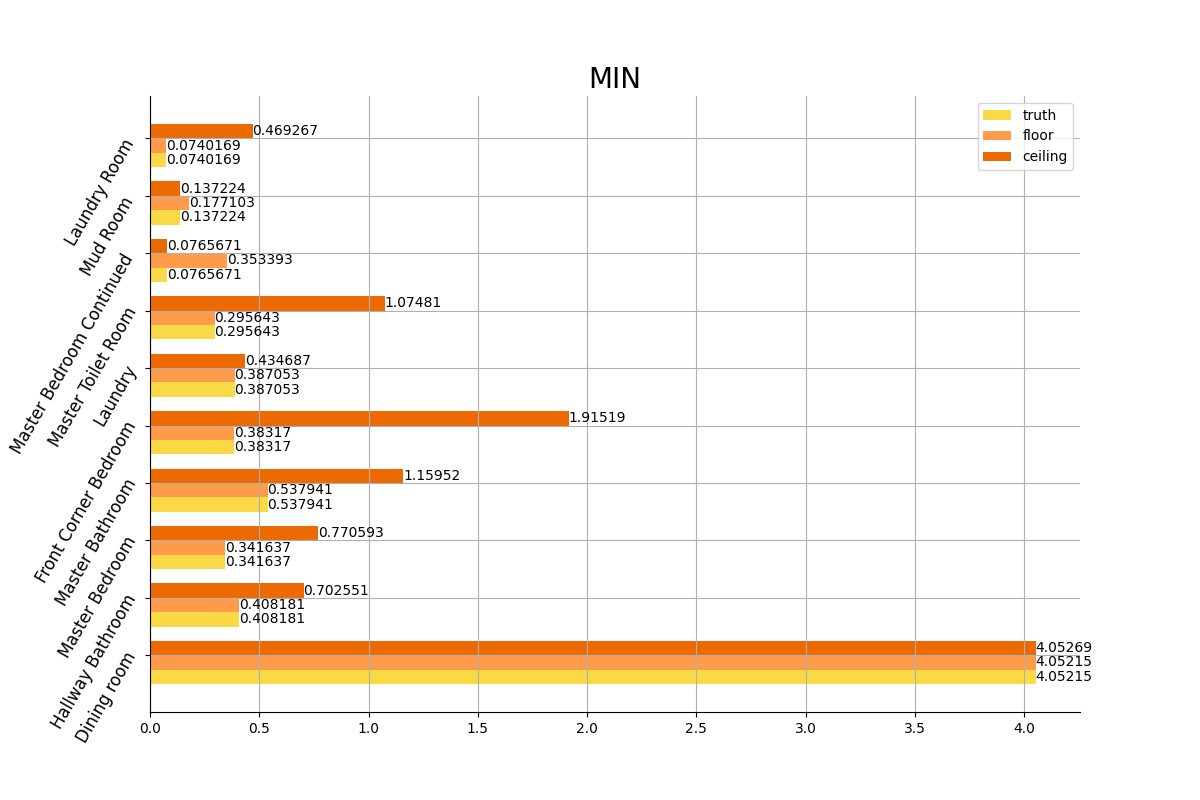 MIN
truth
floor
ceiling
Laundry Room
0.469267
0.0740169
0.0740169
Mud Room
0.137224
0.177103
0.137224
Master Bedroom Continued
0.0765671
0.353393
0.0765671
Master Toilet Room
1.07481
0.295643
0.295643
Laundry
0.434687
0.387053
0.387053
Front Corner Bedroom
1.91519
0.38317
0.38317
Master Bathroom
1.15952
0.537941
0.537941
Master Bedroom
0.770593
0.341637
0.341637
Hallway Bathroom
0.702551
0.408181
0.408181
Dining room
4.05269
4.05215
4.05215
0.0 0.5 1.0 1.5 2.0 2.5 3.0 3.5 4.0